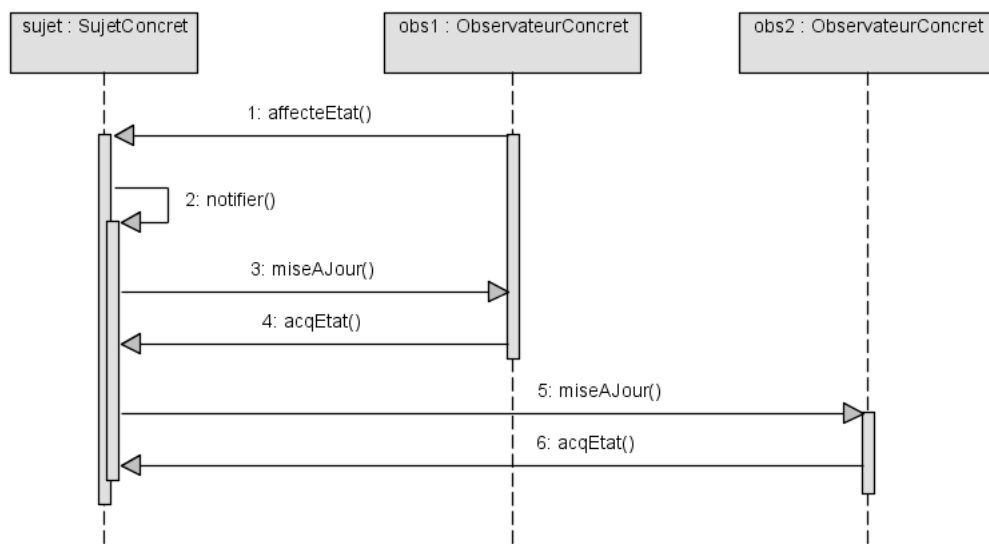 sujet : SujetConcret
obs1 : ObservateurConcret
obs2 : ObservateurConcret
1: affecteEtat()
2: notifier()
3: miseAJour()
4: acqEtat()
5: miseAJour()
6: acqEtat()